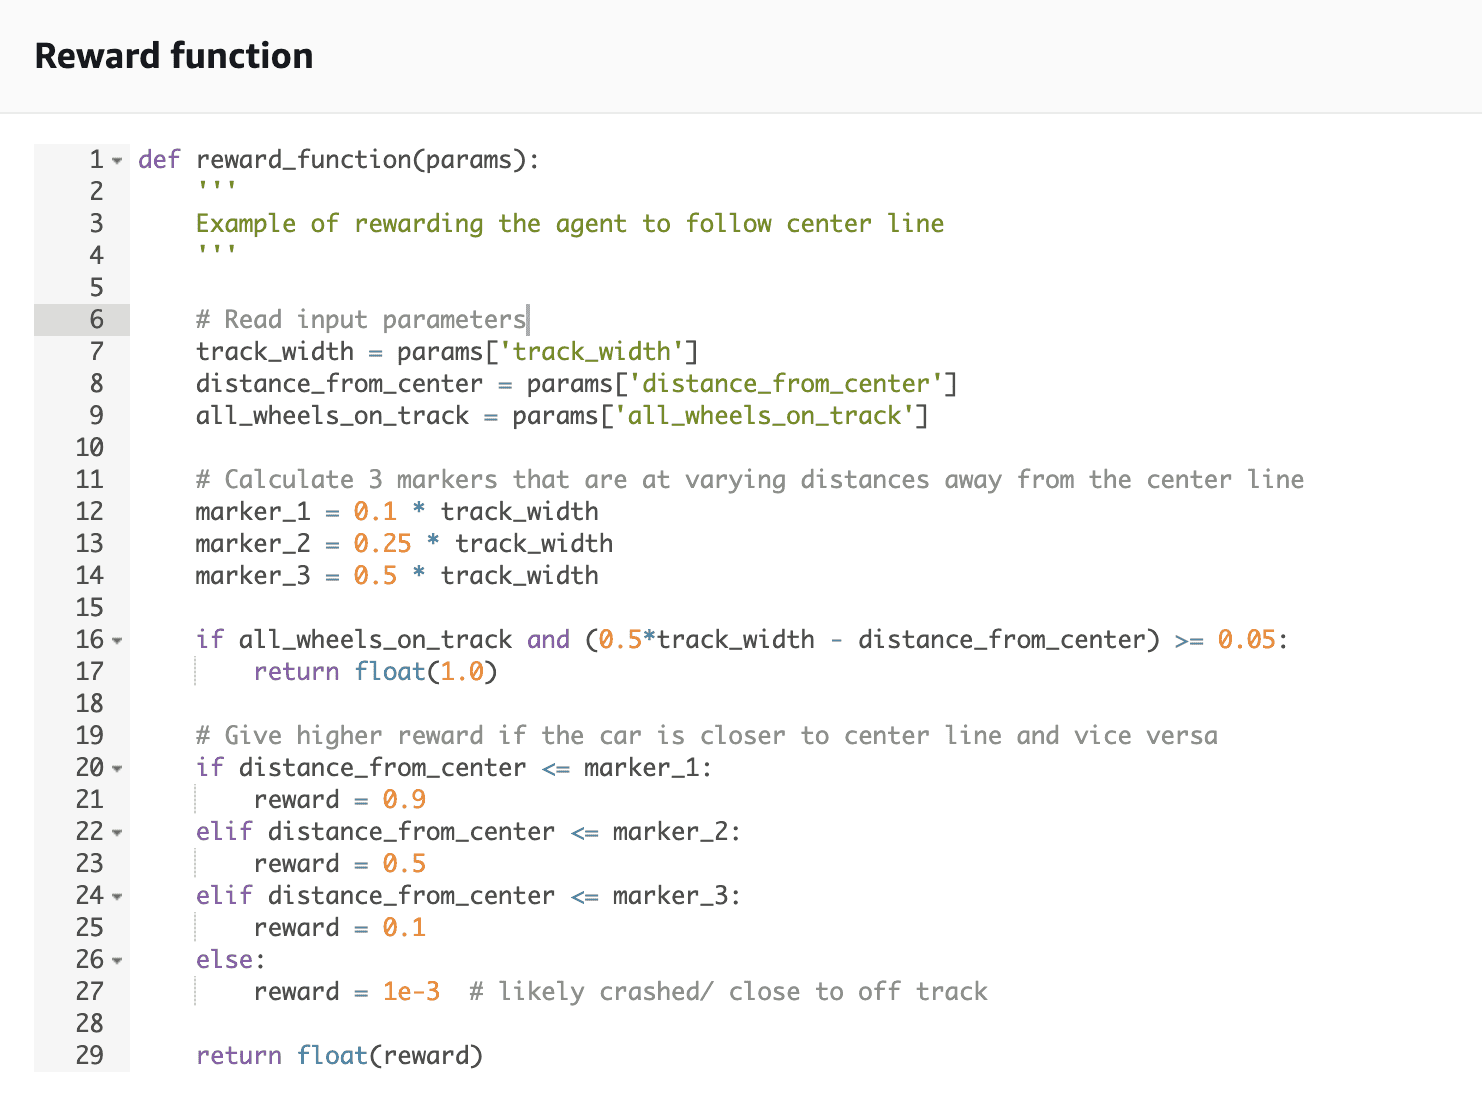 Reward function
1 def reward_function(params):
2     '''
3     Example of rewarding the agent to follow center line
4     '''
5
6     # Read input parameters
7     track_width = params['track_width']
8     distance_from_center = params['distance_from_center']
9     all_wheels_on_track = params['all_wheels_on_track']
10
11     # Calculate 3 markers that are at varying distances away from the center line
12     marker_1 = 0.1 * track_width
13     marker_2 = 0.25 * track_width
14     marker_3 = 0.5 * track_width
15
16     if all_wheels_on_track and (0.5*track_width - distance_from_center) >= 0.05:
17         return float(1.0)
18
19     # Give higher reward if the car is closer to center line and vice versa
20     if distance_from_center <= marker_1:
21         reward = 0.9
22     elif distance_from_center <= marker_2:
23         reward = 0.5
24     elif distance_from_center <= marker_3:
25         reward = 0.1
26     else:
27         reward = 1e-3  # likely crashed/ close to off track
28
29     return float(reward)